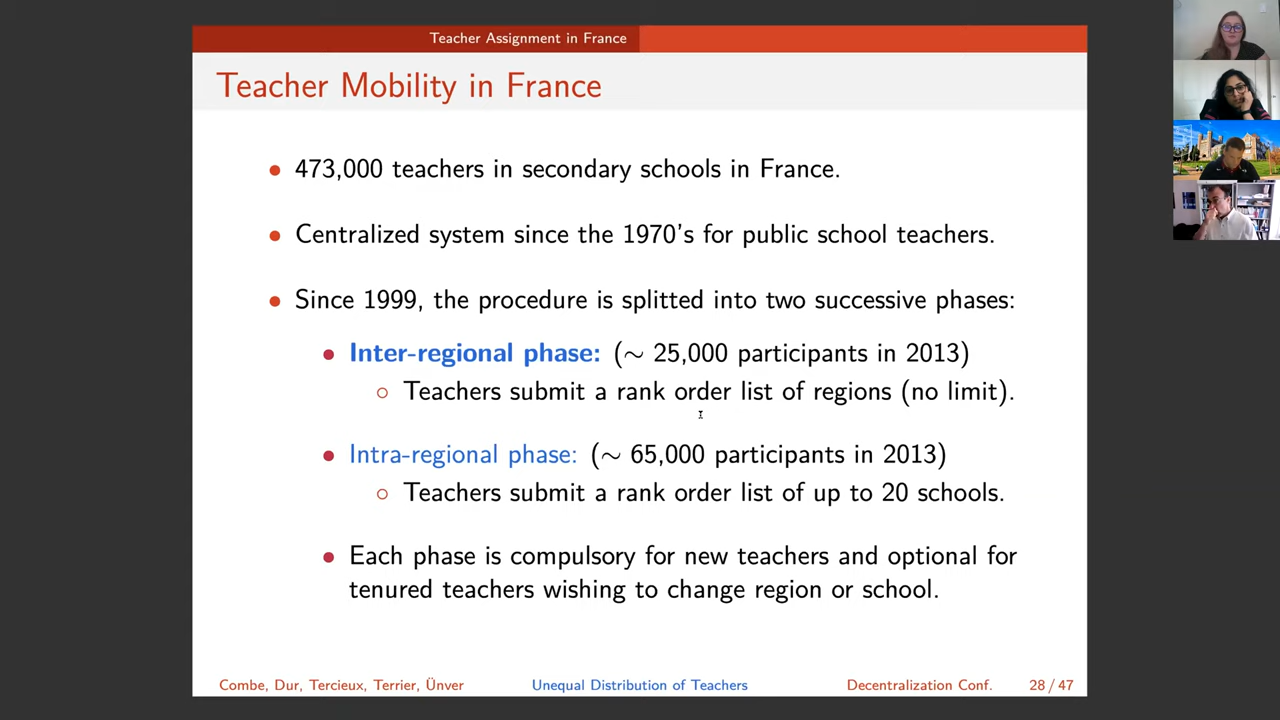 Teacher Assignment in France
Teacher Mobility in France
• 473,000 teachers in secondary schools in France.
• Centralized system since the 1970's for public school teachers.
• Since 1999, the procedure is splitted into two successive phases:
• Inter-regional phase: (∼ 25,000 participants in 2013)
○ Teachers submit a rank order list of regions (no limit).
• Intra-regional phase: (∼ 65,000 participants in 2013)
○ Teachers submit a rank order list of up to 20 schools.
• Each phase is compulsory for new teachers and optional for
tenured teachers wishing to change region or school.
Combe, Dur, Tercieux, Terrier, Ünver Unequal Distribution of Teachers Decentralization Conf. 28 / 47